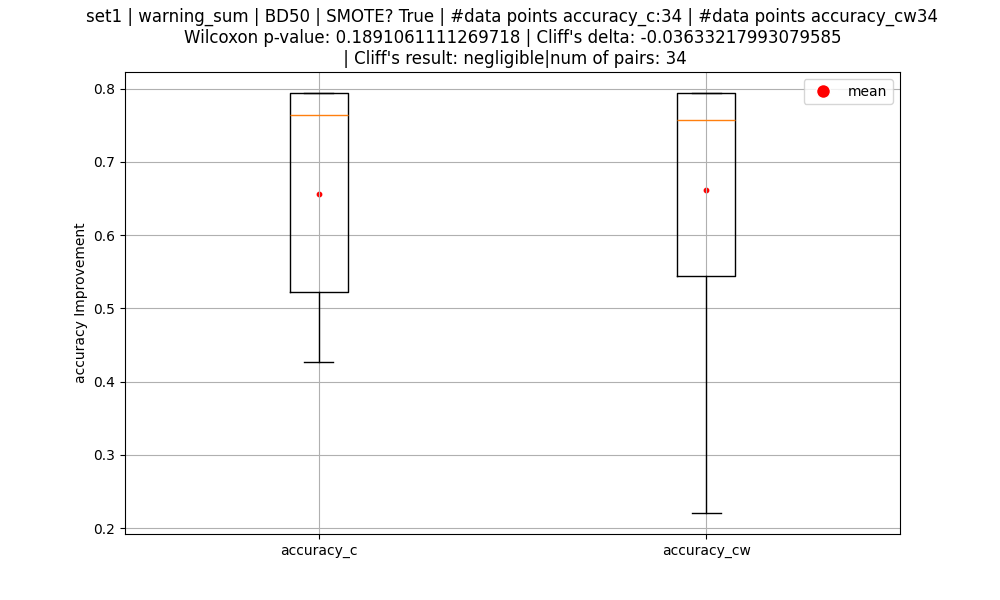 set1 | warning_sum | BD50 | SMOTE? True | #data points accuracy_c:34 | #data points accuracy_cw34
Wilcoxon p-value: 0.1891061111269718 | Cliff's delta: -0.03633217993079585
| Cliff's result: negligible|num of pairs: 34
mean
accuracy Improvement
0.8
0.7
0.6
0.5
0.4
0.3
0.2
accuracy_c
accuracy_cw